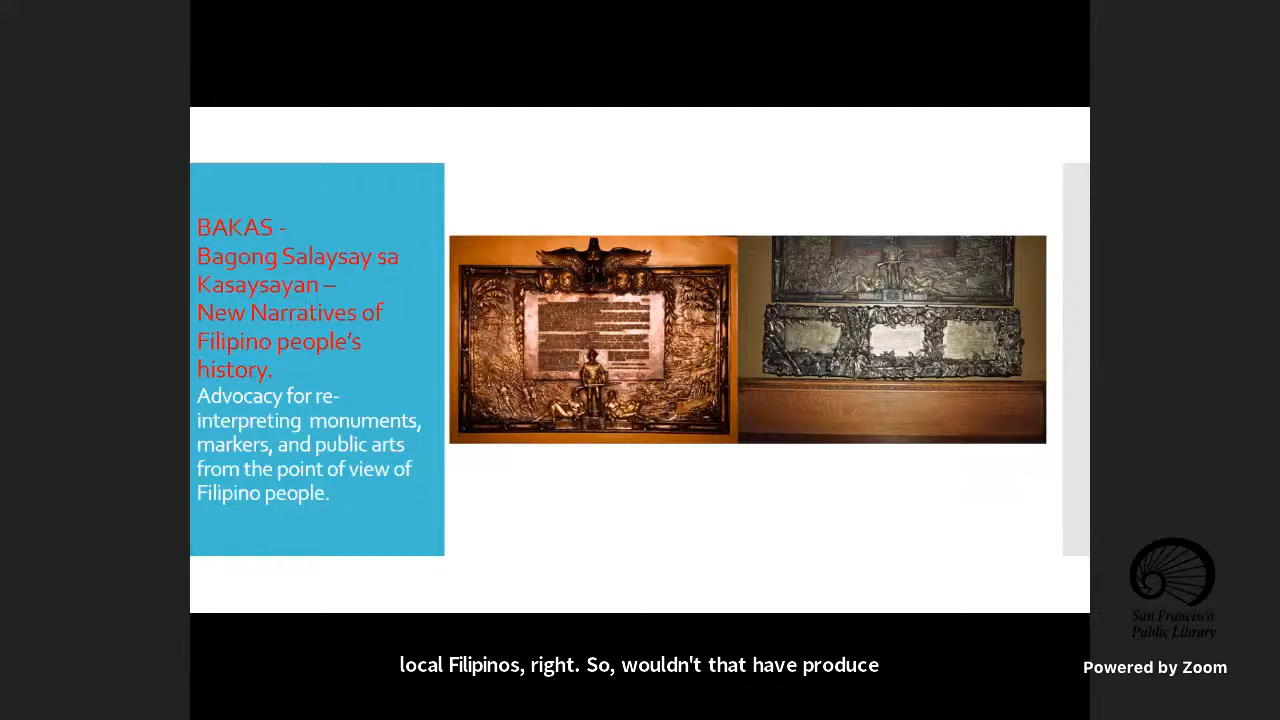 BAKAS -
Bagong Salaysay sa
Kasaysayan –
New Narratives of
Filipino people’s
history.
Advocacy for re-
interpreting monuments,
markers, and public arts
from the point of view of
Filipino people.
San Francisco
Public Library
local Filipinos, right. So, wouldn't that have produce
Powered by Zoom